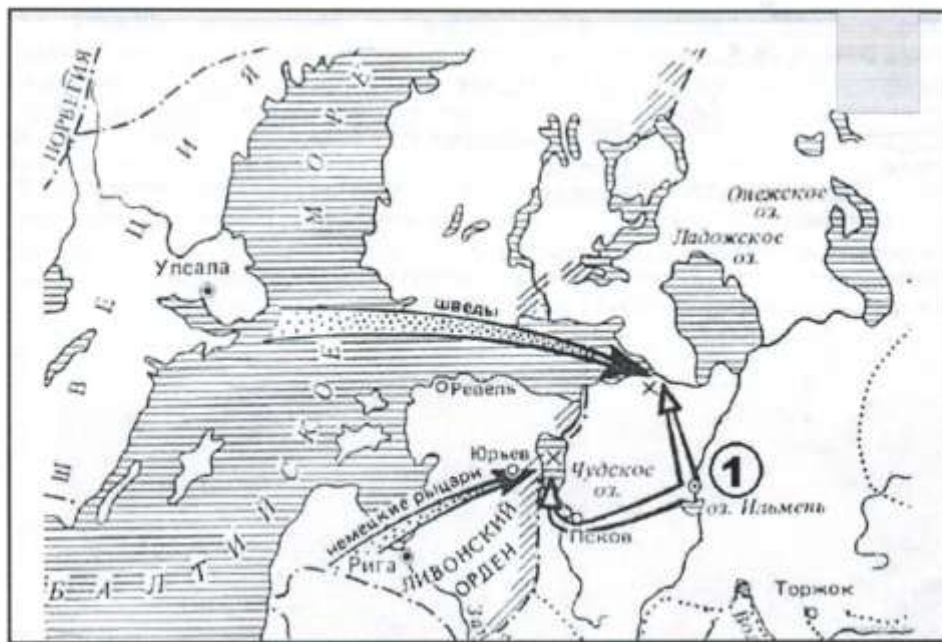 НОРВЕГИЯ
ШВЕЦИЯ
БАЛТИЙСКОЕ МОРЕ
Онежское
оз.
Ладожское
оз.
Упсала
шведы
Ревель
Юрьев
Чудское
оз.
1
оз. Ильмень
немецкие рыцари
Псков
Рига
ЛИВОНСКИЙ
ОРДЕН
Торжок